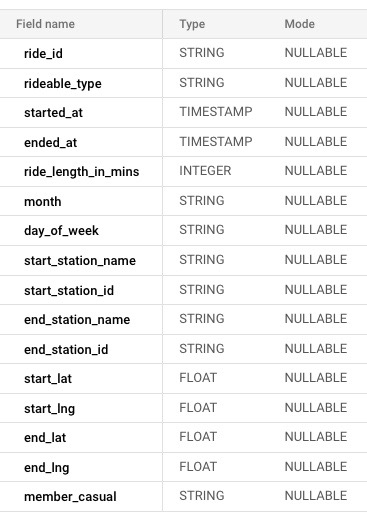 Field name Type Mode
ride_id STRING NULLABLE
rideable_type STRING NULLABLE
started_at TIMESTAMP NULLABLE
ended_at TIMESTAMP NULLABLE
ride_length_in_mins INTEGER NULLABLE
month STRING NULLABLE
day_of_week STRING NULLABLE
start_station_name STRING NULLABLE
start_station_id STRING NULLABLE
end_station_name STRING NULLABLE
end_station_id STRING NULLABLE
start_lat FLOAT NULLABLE
start_lng FLOAT NULLABLE
end_lat FLOAT NULLABLE
end_lng FLOAT NULLABLE
member_casual STRING NULLABLE